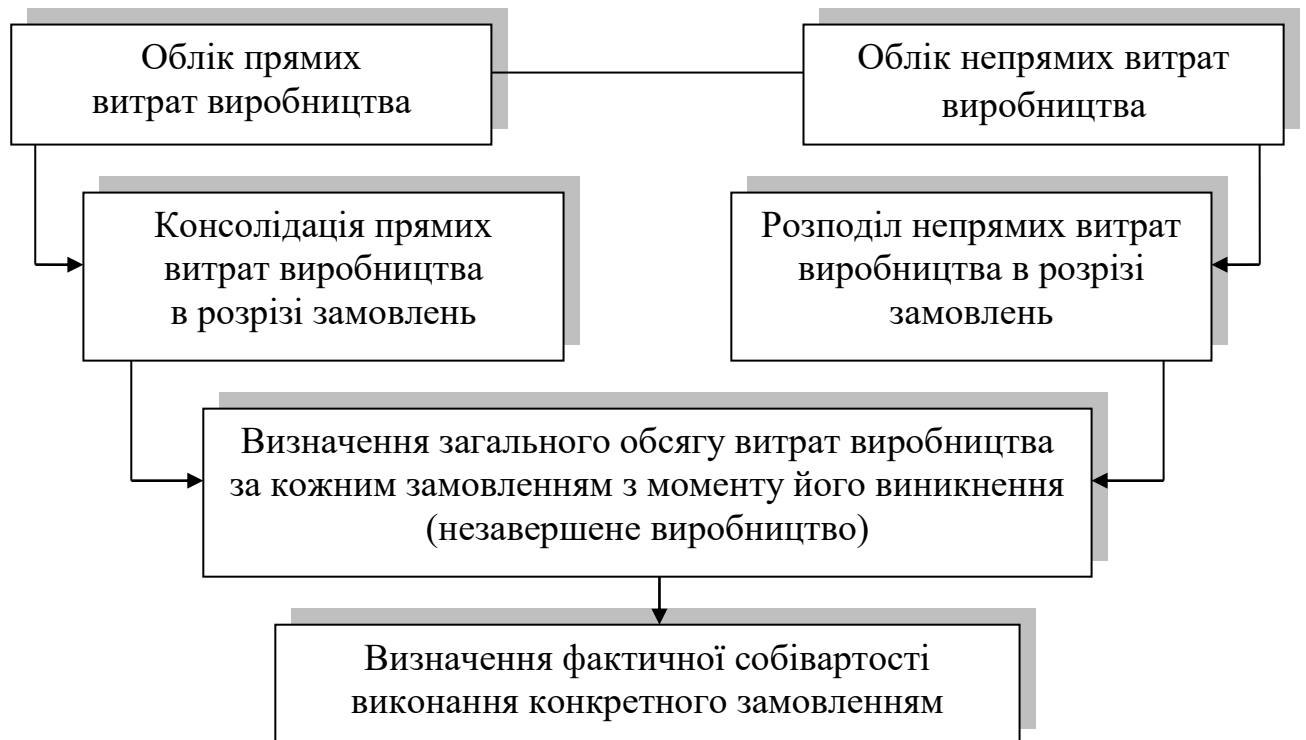 Облік прямих
витрат виробництва
Облік непрямих витрат
виробництва
Консолідація прямих
витрат виробництва
в розрізі замовлень
Розподіл непрямих витрат
виробництва в розрізі
замовлень
Визначення загального обсягу витрат виробництва
за кожним замовленням з моменту його виникнення
(незавершене виробництво)
Визначення фактичної собівартості
виконання конкретного замовленням